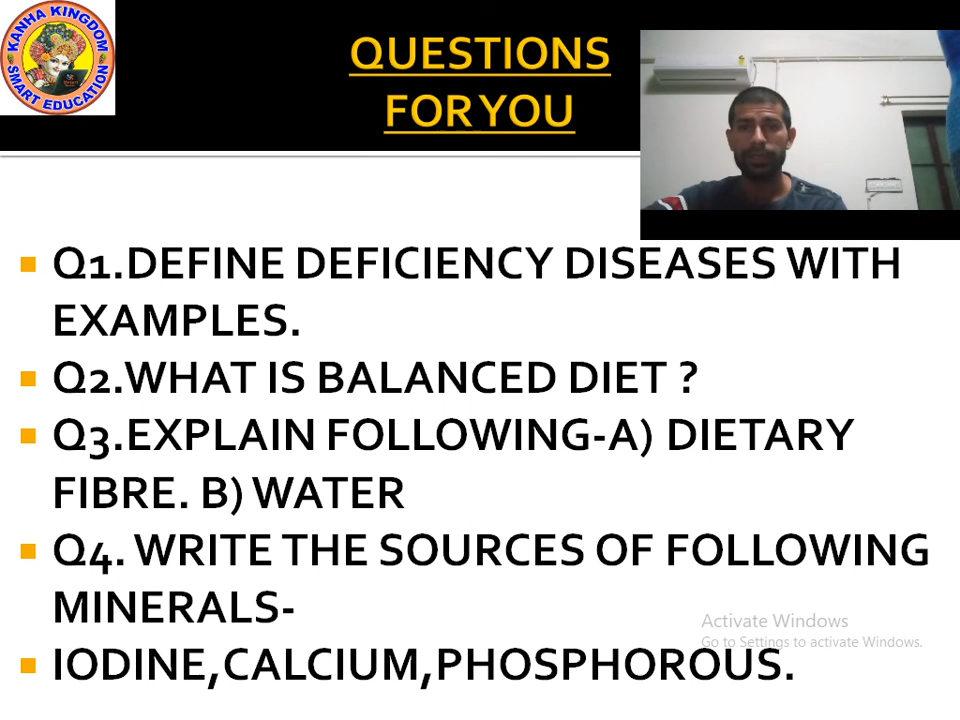 KANHA KINGDOM
SMART EDUCATION
QUESTIONS
FOR YOU
Q1.DEFINE DEFICIENCY DISEASES WITH
EXAMPLES.
Q2.WHAT IS BALANCED DIET ?
Q3.EXPLAIN FOLLOWING-A) DIETARY
FIBRE. B) WATER
Q4. WRITE THE SOURCES OF FOLLOWING
MINERALS-
IODINE,CALCIUM,PHOSPHOROUS.
Activate Windows
Go to Settings to activate Windows.